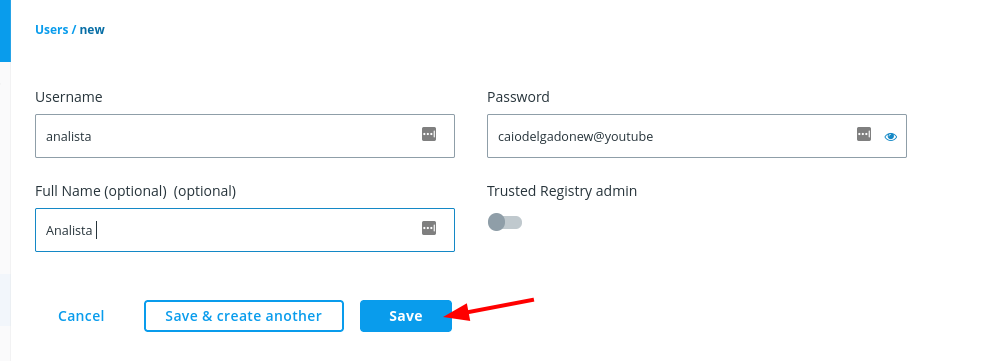 Users / new
Username
Password
analista
caiodelgadonew@youtube
Full Name (optional) (optional)
Trusted Registry admin
Analista
Cancel
Save & create another
Save